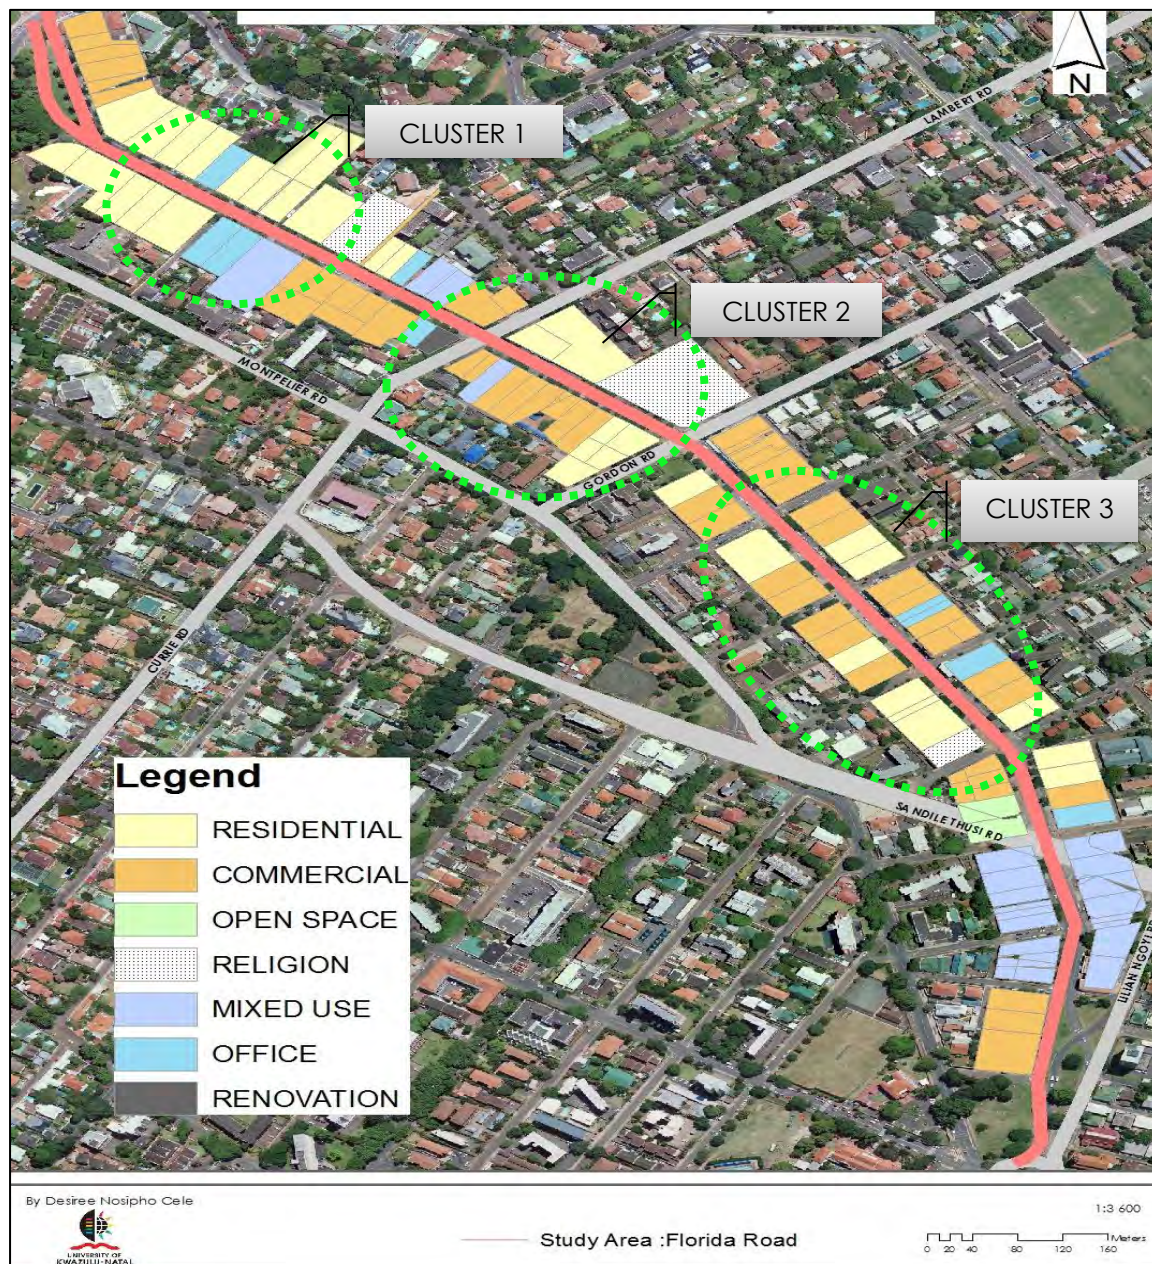 N
LAMBERT RD
CLUSTER 1
CLUSTER 2
MONTPELIER RD
GORDON RD
CLUSTER 3
CURRIE RD
SANDILE THUSI RD
Legend
RESIDENTIAL
COMMERCIAL
OPEN SPACE
RELIGION
MIXED USE
OFFICE
RENOVATION
By Desiree Nosipho Cele
UNIVERSITY OF
KWAZULU-NATAL
Study Area :Florida Road
1:3 600
Meters
0 20 40 80 120 160